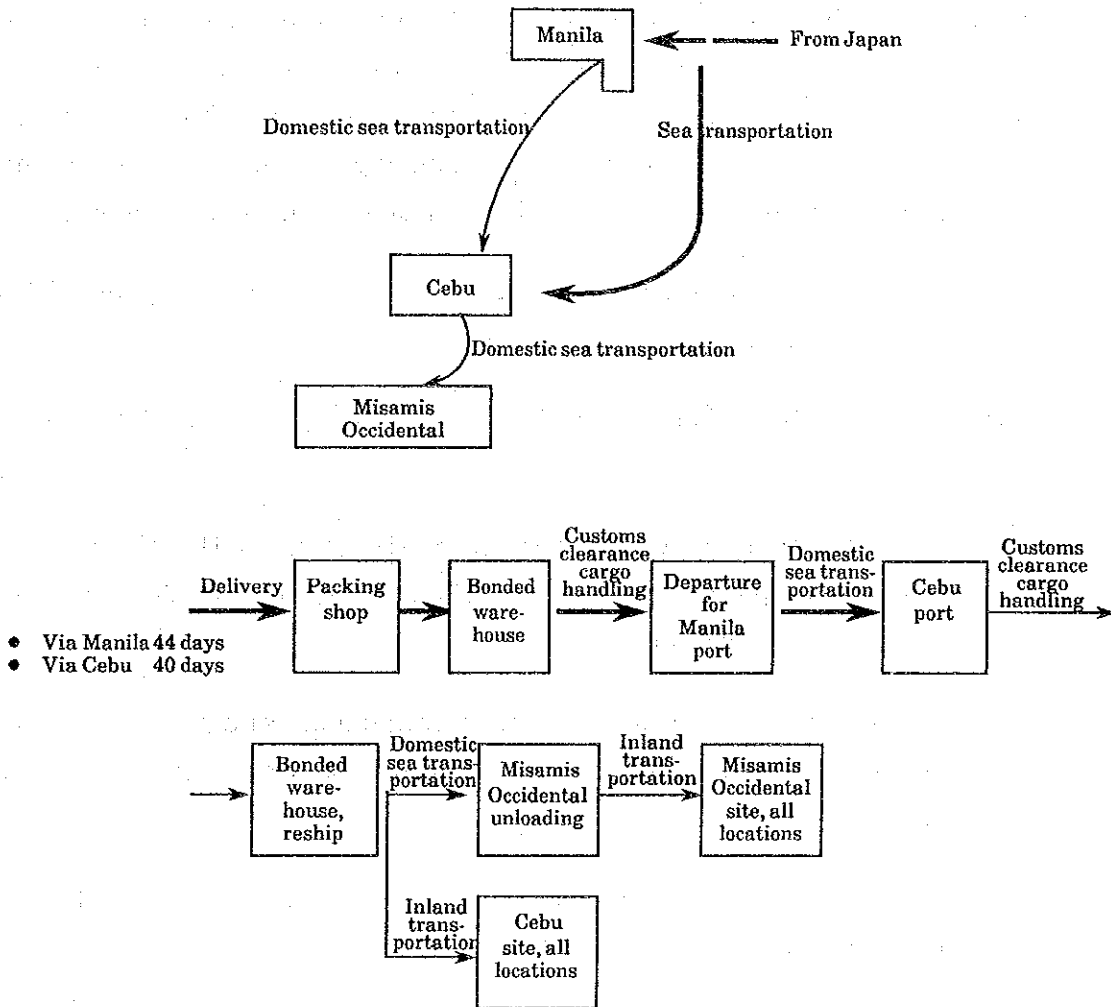 Manila
From Japan
Domestic sea transportation
Sea transportation
Cebu
Domestic sea transportation
Misamis
Occidental
Delivery
Packing
shop
Bonded
ware-
house
Customs
clearance
cargo
handling
Departure
for
Manila
port
Domestic
sea trans-
portation
Cebu
port
Customs
clearance
cargo
handling
● Via Manila 44 days
● Via Cebu 40 days
Bonded
ware-
house,
reship
Domestic
sea trans-
portation
Misamis
Occidental
unloading
Inland
trans-
portation
Misamis
Occidental
site, all
locations
Inland
trans-
portation
Cebu
site, all
locations